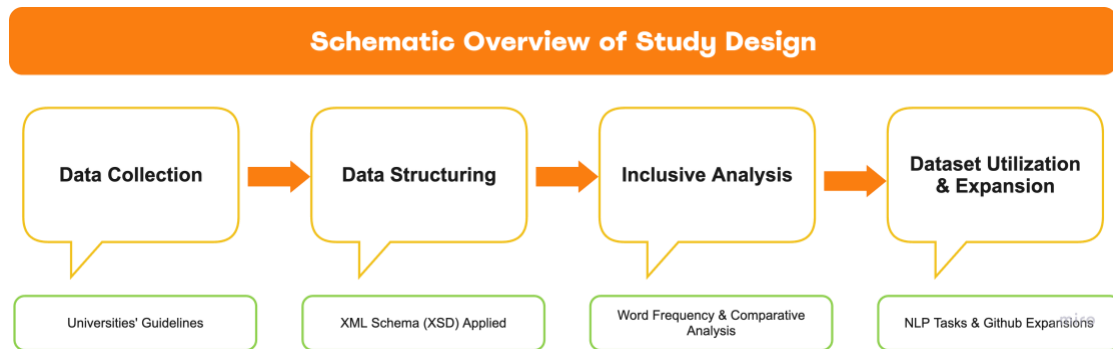 Schematic Overview of Study Design
Data Collection
Data Structuring
Inclusive Analysis
Dataset Utilization
& Expansion
Universities' Guidelines
XML Schema (XSD) Applied
Word Frequency & Comparative
Analysis
NLP Tasks & Github Expansions
miro